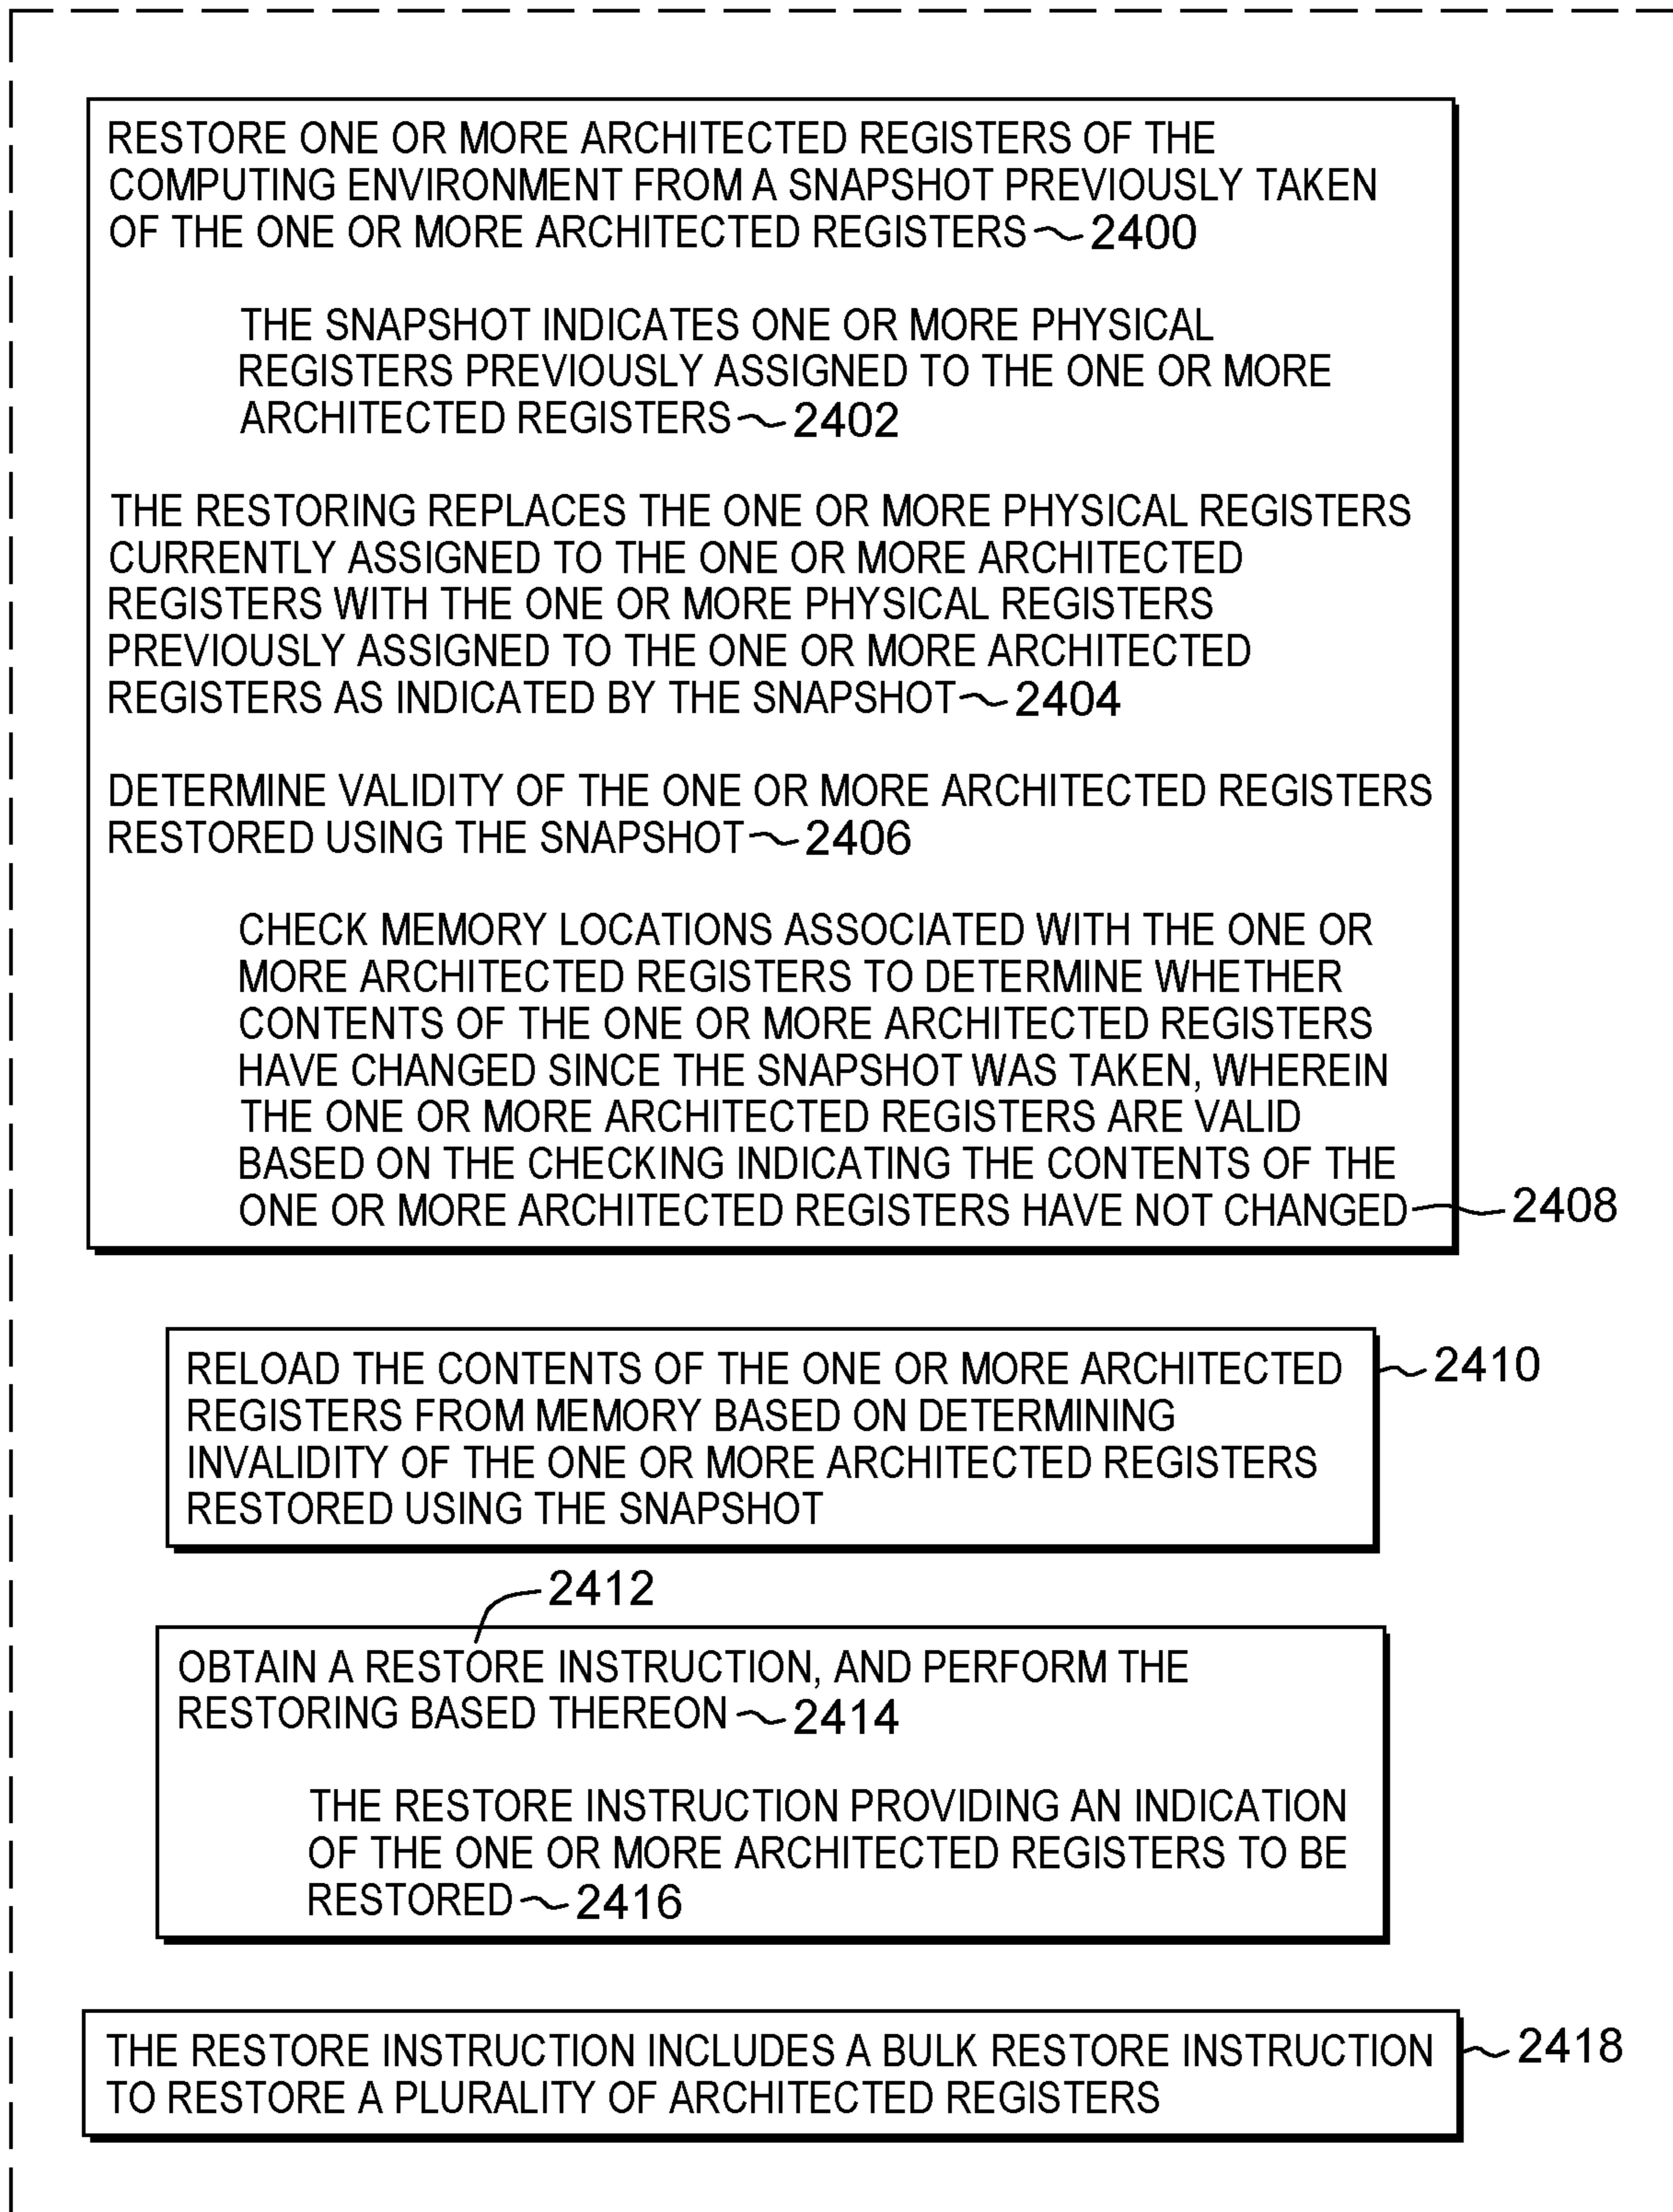 RESTORE ONE OR MORE ARCHITECTED REGISTERS OF THE
COMPUTING ENVIRONMENT FROM A SNAPSHOT PREVIOUSLY TAKEN
OF THE ONE OR MORE ARCHITECTED REGISTERS 2400
THE SNAPSHOT INDICATES ONE OR MORE PHYSICAL
REGISTERS PREVIOUSLY ASSIGNED TO THE ONE OR MORE
ARCHITECTED REGISTERS 2402
THE RESTORING REPLACES THE ONE OR MORE PHYSICAL REGISTERS
CURRENTLY ASSIGNED TO THE ONE OR MORE ARCHITECTED
REGISTERS WITH THE ONE OR MORE PHYSICAL REGISTERS
PREVIOUSLY ASSIGNED TO THE ONE OR MORE ARCHITECTED
REGISTERS AS INDICATED BY THE SNAPSHOT 2404
DETERMINE VALIDITY OF THE ONE OR MORE ARCHITECTED REGISTERS
RESTORED USING THE SNAPSHOT 2406
CHECK MEMORY LOCATIONS ASSOCIATED WITH THE ONE OR
MORE ARCHITECTED REGISTERS TO DETERMINE WHETHER
CONTENTS OF THE ONE OR MORE ARCHITECTED REGISTERS
HAVE CHANGED SINCE THE SNAPSHOT WAS TAKEN, WHEREIN
THE ONE OR MORE ARCHITECTED REGISTERS ARE VALID
BASED ON THE CHECKING INDICATING THE CONTENTS OF THE
ONE OR MORE ARCHITECTED REGISTERS HAVE NOT CHANGED 2408
RELOAD THE CONTENTS OF THE ONE OR MORE ARCHITECTED 2410
REGISTERS FROM MEMORY BASED ON DETERMINING
INVALIDITY OF THE ONE OR MORE ARCHITECTED REGISTERS
RESTORED USING THE SNAPSHOT
2412
OBTAIN A RESTORE INSTRUCTION, AND PERFORM THE
RESTORING BASED THEREON 2414
THE RESTORE INSTRUCTION PROVIDING AN INDICATION
OF THE ONE OR MORE ARCHITECTED REGISTERS TO BE
RESTORED 2416
THE RESTORE INSTRUCTION INCLUDES A BULK RESTORE INSTRUCTION 2418
TO RESTORE A PLURALITY OF ARCHITECTED REGISTERS